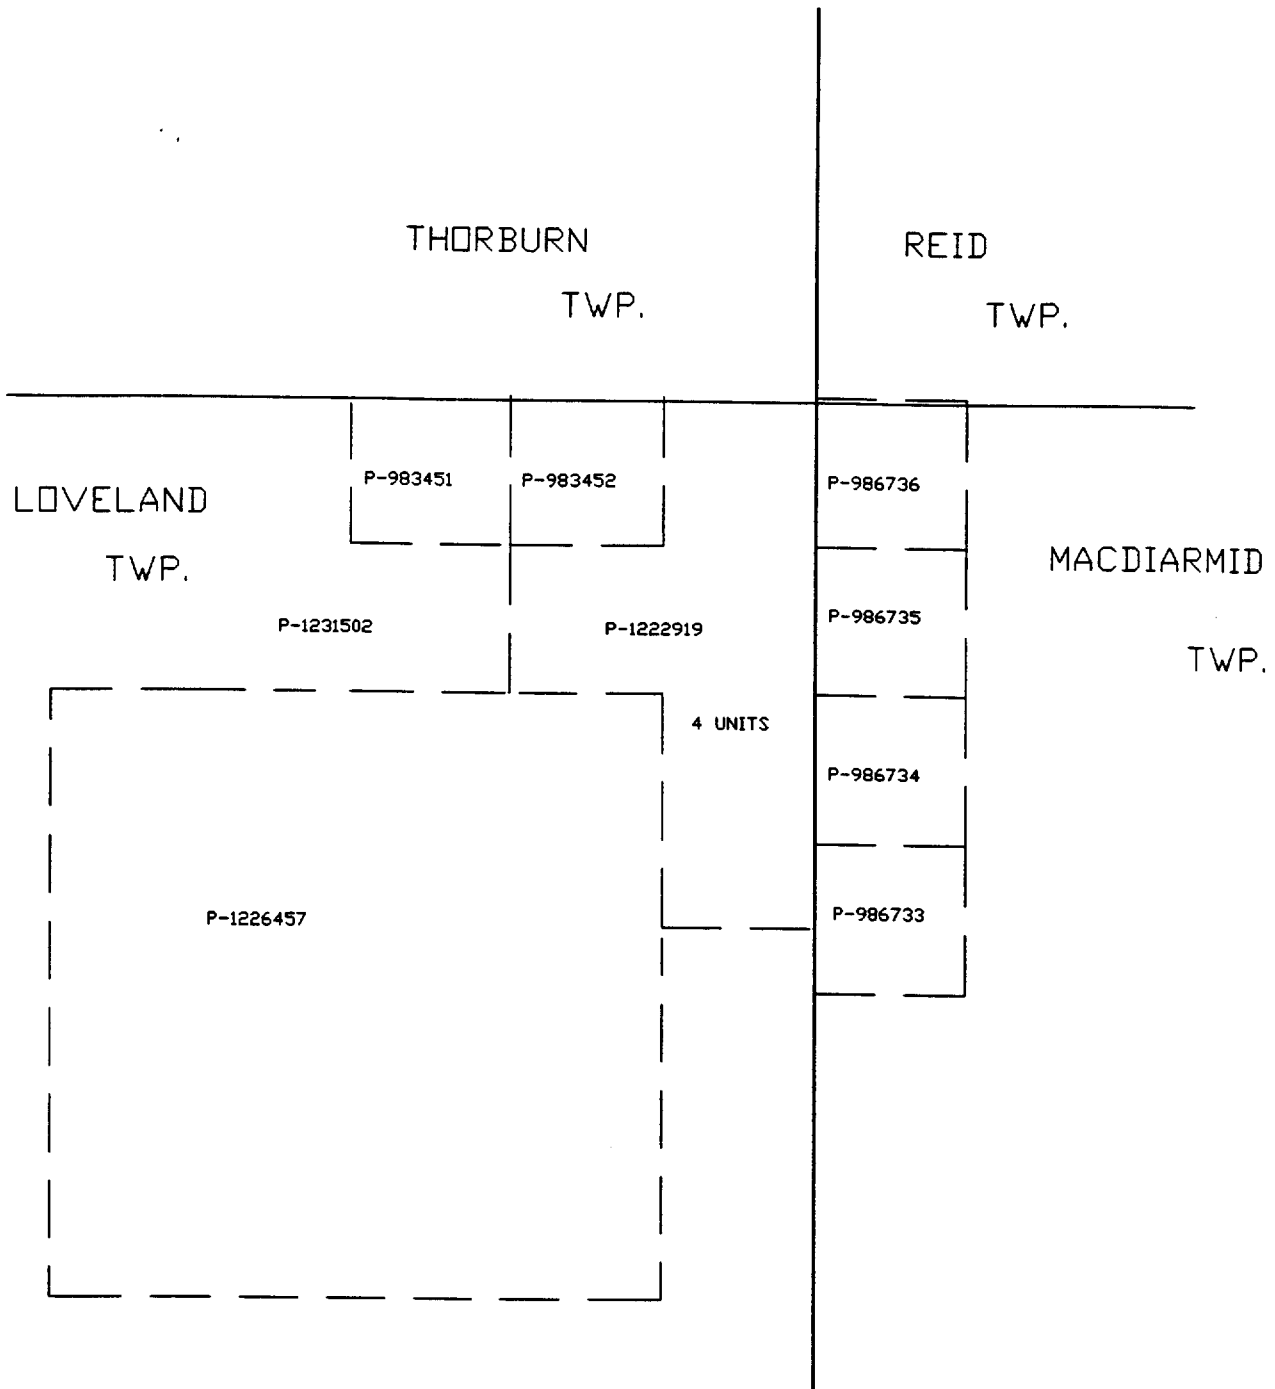 THORBURN
TWP.
REID
TWP.
P-983451
P-983452
P-986736
LOVELAND
TWP.
MACDIARMID
TWP.
P-1231502
P-1222919
P-986735
4 UNITS
P-986734
P-1226457
P-986733